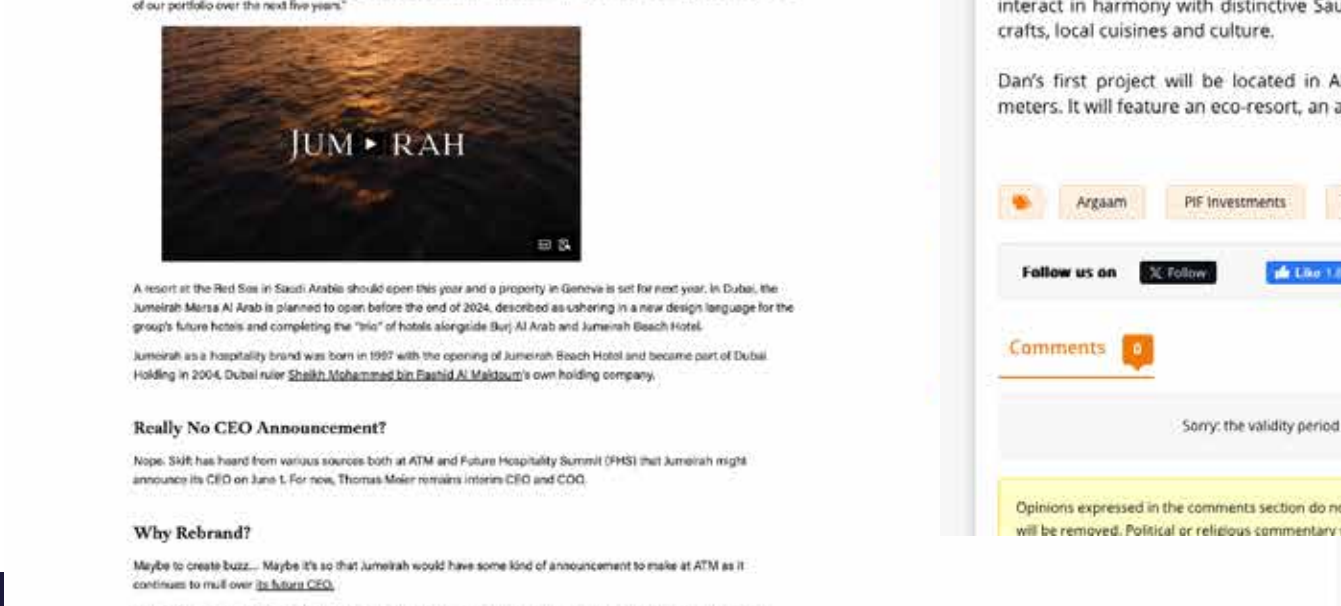 of our portfolio over the next five years."
JUM RAH
A resort at the Red Sea in Saudi Arabia should open this year and a property in Geneva is set for next year. In Dubai, the
Jumeirah Marsa Al Arab is planned to open before the end of 2024, described as ushering in a new design language for the
group's future hotels and completing the "trio" of hotels alongside Burj Al Arab and Jumeirah Beach Hotel.
Jumeirah as a hospitality brand was born in 1997 with the opening of Jumeirah Beach Hotel and became part of Dubai
Holding in 2004, Dubai ruler Sheikh Mohammed bin Rashid Al Maktoum's own holding company.
Really No CEO Announcement?
Nope. Skift has heard from various sources both at ATM and Future Hospitality Summit (FHS) that Jumeirah might
announce its CEO on June 1. For now, Thomas Meier remains interim CEO and COO.
Why Rebrand?
Maybe to create buzz... Maybe it's so that Jumeirah would have some kind of announcement to make at ATM as it
continues to mull over its future CEO.
interact in harmony with distinctive Sau
crafts, local cuisines and culture.
Dan's first project will be located in A
meters. It will feature an eco-resort, an a
Argaam
PIF Investments
Follow us on
X Follow
Like 1.
Comments 0
Sorry: the validity period
Opinions expressed in the comments section do no
will be removed. Political or religious commentary